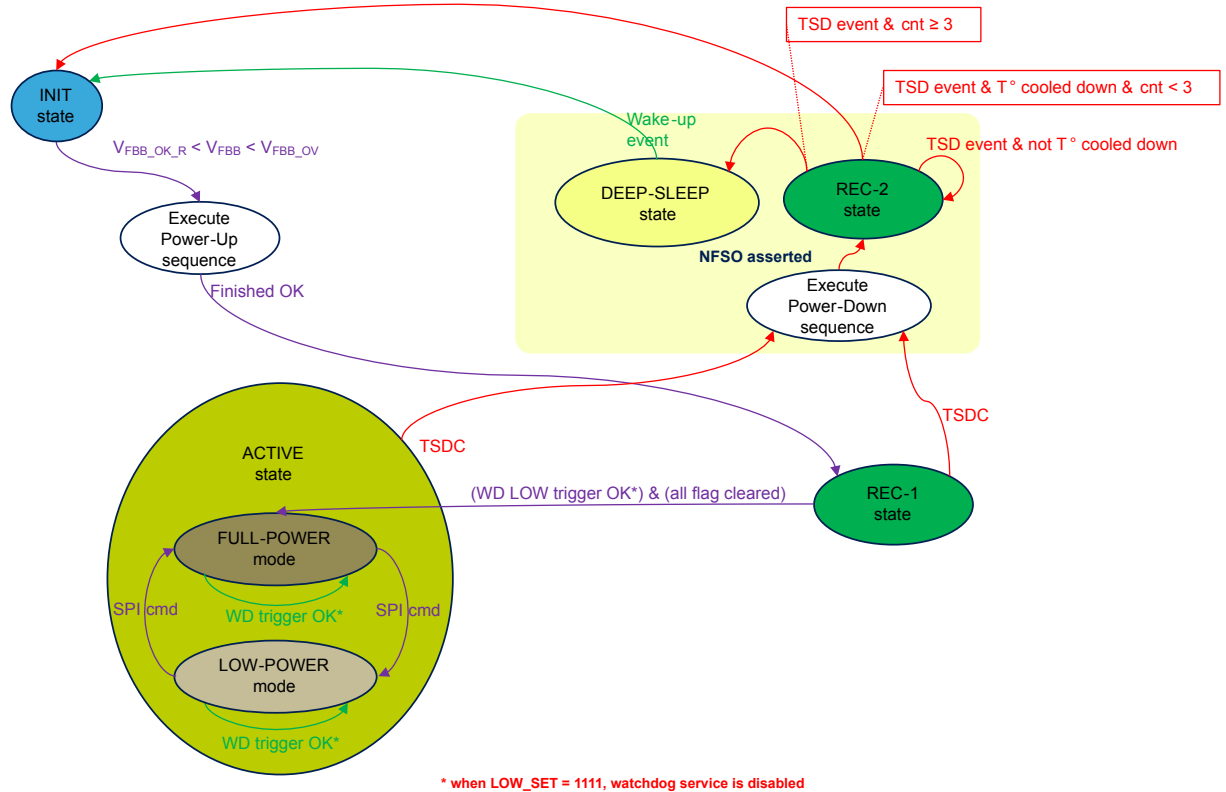 TSD event & cnt ≥ 3
INIT
state
TSD event & T° cooled down & cnt < 3
Wake-up
event
TSD event & not T° cooled down
V_FBB_OK_R < V_FBB < V_FBB_OV
DEEP-SLEEP
state
REC-2
state
Execute
Power-Up
sequence
NFSO asserted
Finished OK
Execute
Power-Down
sequence
TSDC
TSDC
ACTIVE
state
(WD LOW trigger OK*) & (all flag cleared)
REC-1
state
FULL-POWER
mode
SPI cmd
WD trigger OK*
SPI cmd
LOW-POWER
mode
WD trigger OK*
* when LOW_SET = 1111, watchdog service is disabled